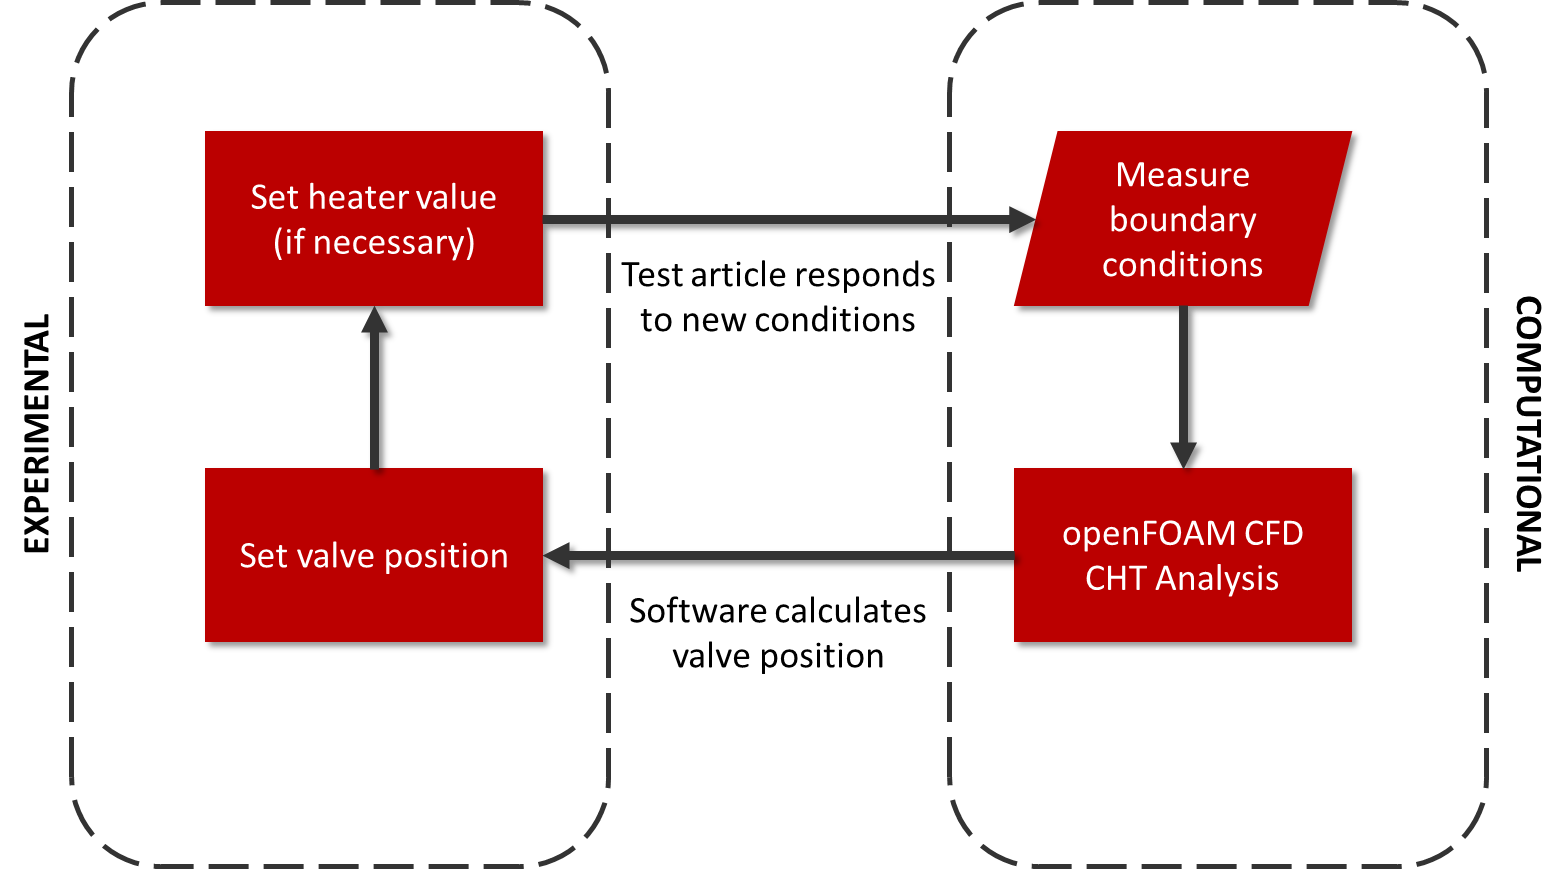 EXPERIMENTAL
Set heater value
(if necessary)
Test article responds
to new conditions
Measure
boundary
conditions
Set valve position
Software calculates
valve position
openFOAM CFD
CHT Analysis
COMPUTATIONAL